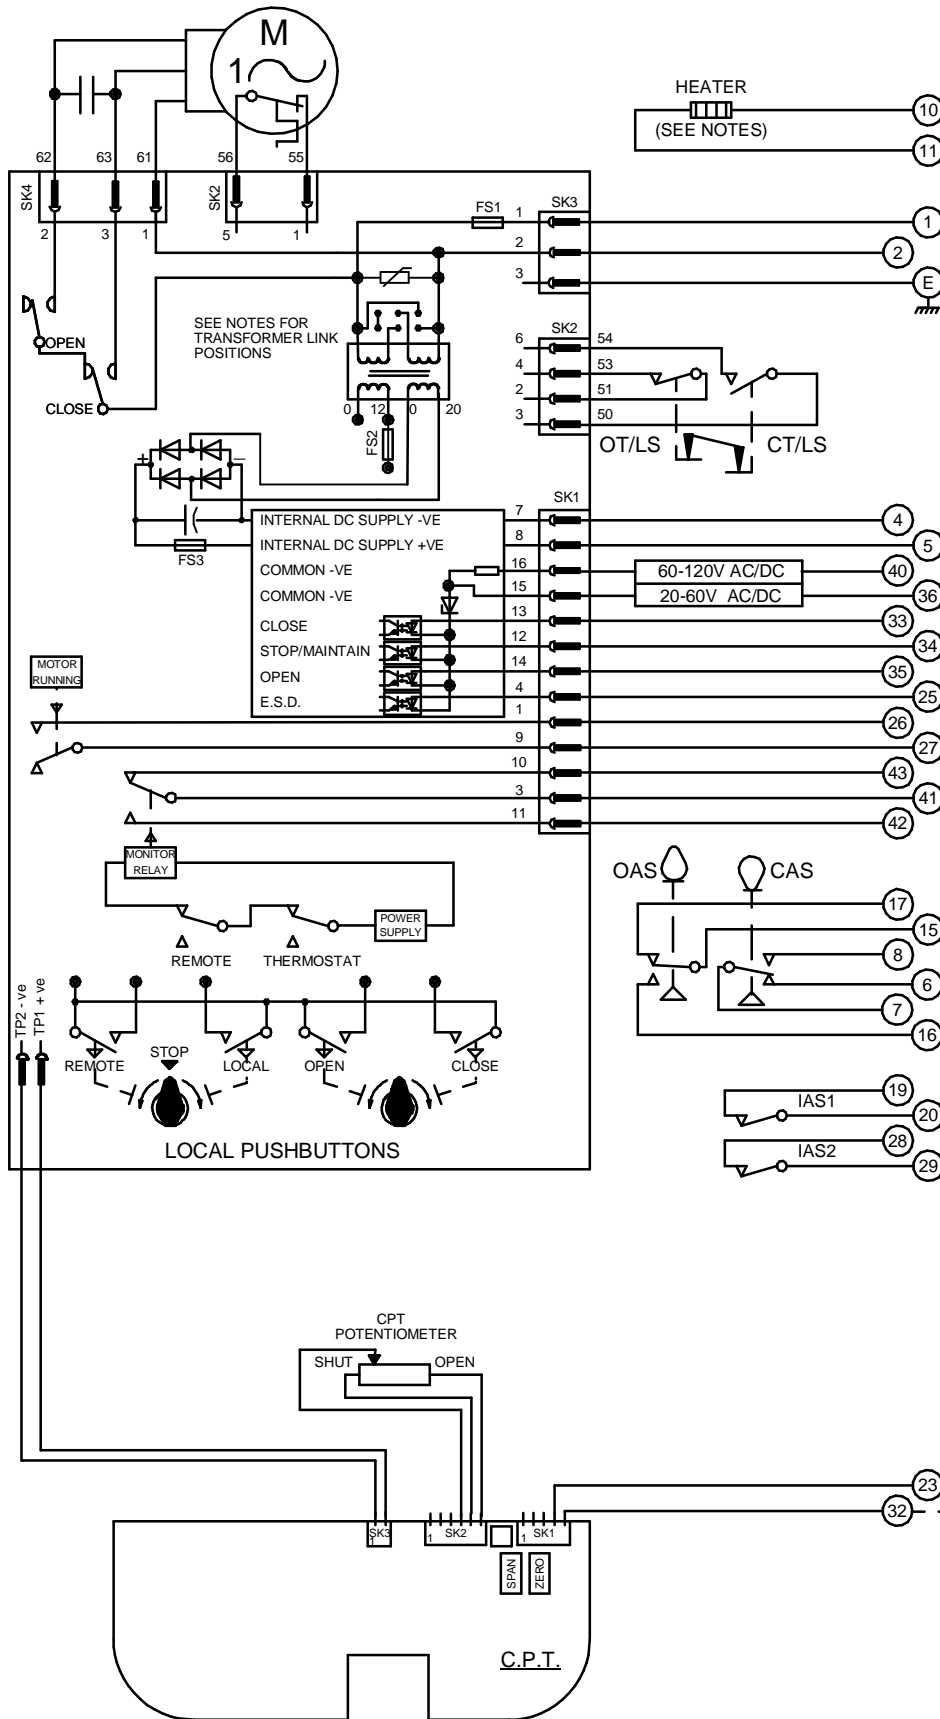 M
1
HEATER
(SEE NOTES)
10
11
62
63
61
56
55
SK4
SK2
2
3
1
5
1
FS1
1
SK3
1
2
2
3
E
OPEN
CLOSE
SEE NOTES FOR
TRANSFORMER LINK
POSITIONS
0 12 0 20
FS2
SK2
6
54
4
53
2
51
3
50
OT/LS
CT/LS
+
–
FS3
SK1
INTERNAL DC SUPPLY -VE
7
4
INTERNAL DC SUPPLY +VE
8
5
COMMON -VE
16
60-120V AC/DC
40
COMMON -VE
15
20-60V AC/DC
36
CLOSE
13
33
STOP/MAINTAIN
12
34
OPEN
14
35
E.S.D.
4
25
MOTOR
RUNNING
1
26
9
27
10
43
3
41
11
42
MONITOR
RELAY
POWER
SUPPLY
REMOTE
THERMOSTAT
OAS
CAS
17
15
8
6
7
16
TP2 - ve
TP1 + ve
REMOTE
STOP
LOCAL
OPEN
CLOSE
LOCAL PUSHBUTTONS
IAS1
19
20
IAS2
28
29
CPT
POTENTIOMETER
SHUT
OPEN
23
32
SK3
1
SK2
1
SK1
1
SPAN
ZERO
C.P.T.